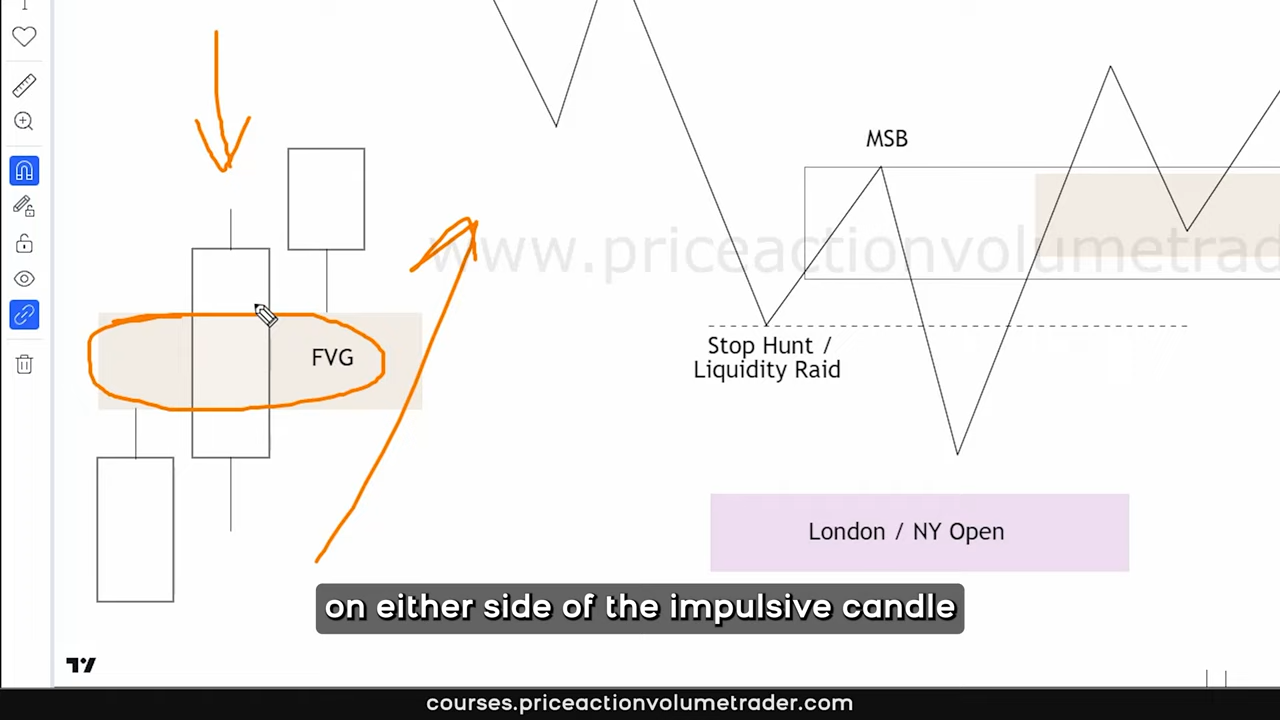 MSB
www.priceactionvolumetrad
FVG
Stop Hunt /
Liquidity Raid
London / NY Open
on either side of the impulsive candle
courses.priceactionvolumetrader.com